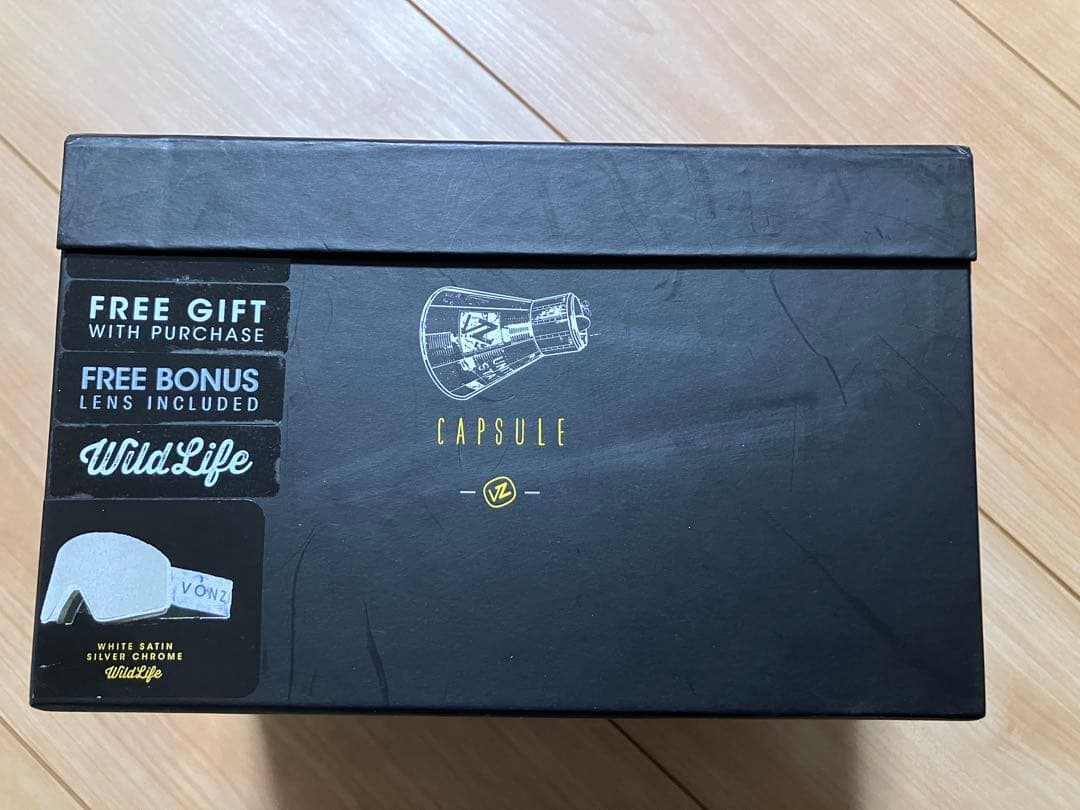 FREE GIFT
WITH PURCHASE
FREE BONUS
LENS INCLUDED
WildLife
VONZ
WHITE SATIN
SILVER CHROME
WildLife
CAPSULE
VZ